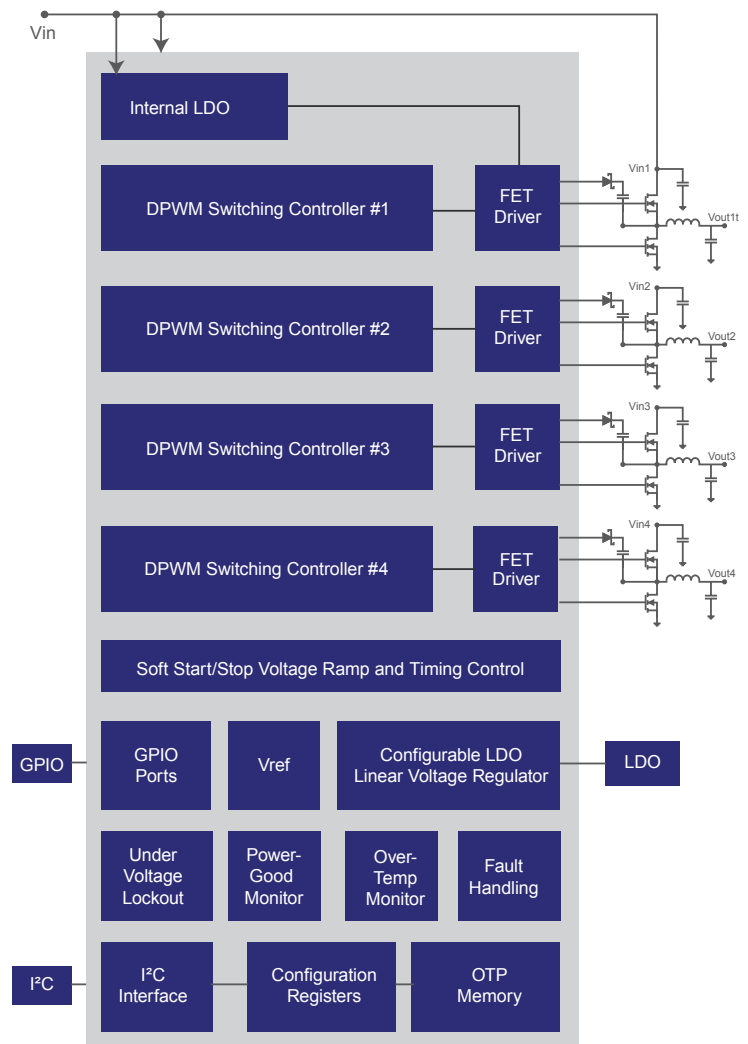 Vin
Internal LDO
DPWM Switching Controller #1
FET
Driver
Vin1
Vout1t
DPWM Switching Controller #2
FET
Driver
Vin2
Vout2
DPWM Switching Controller #3
FET
Driver
Vin3
Vout3
DPWM Switching Controller #4
FET
Driver
Vin4
Vout4
Soft Start/Stop Voltage Ramp and Timing Control
GPIO
GPIO
Ports
Vref
Configurable LDO
Linear Voltage Regulator
LDO
Under
Voltage
Lockout
Power-
Good
Monitor
Over-
Temp
Monitor
Fault
Handling
I²C
I²C
Interface
Configuration
Registers
OTP
Memory